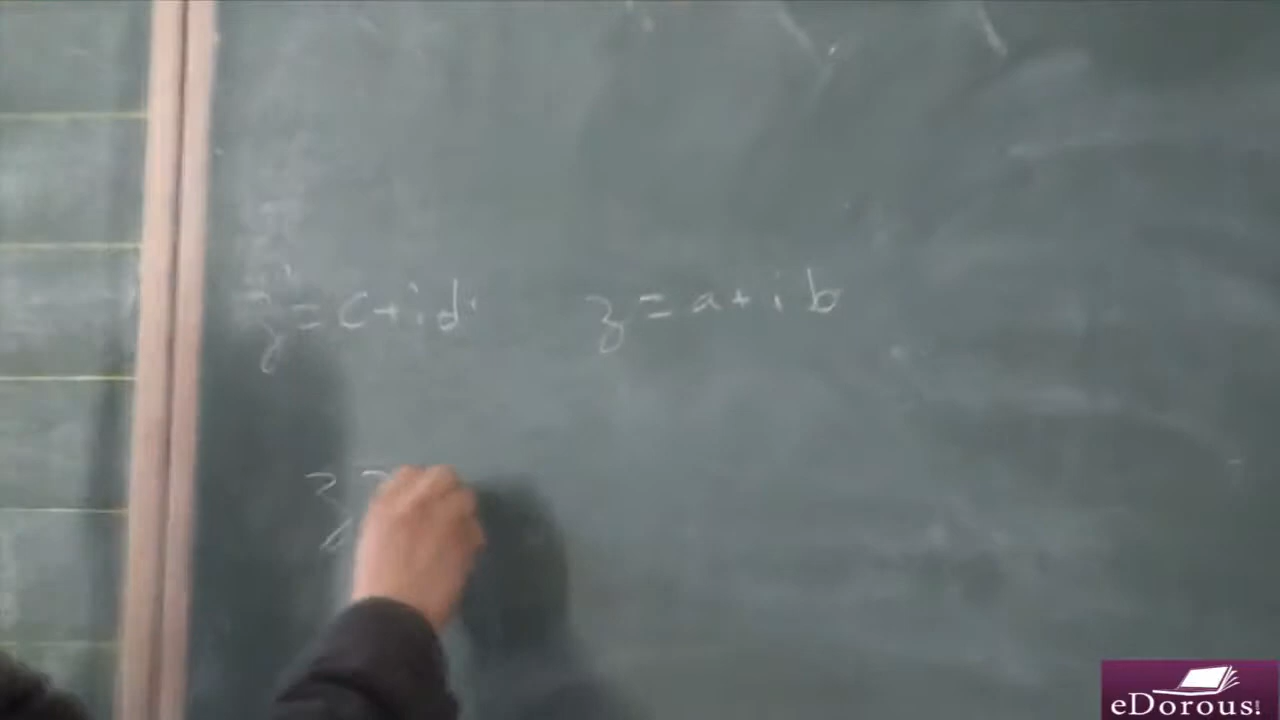 z' = c + id z = a + ib
z z
eDorous!